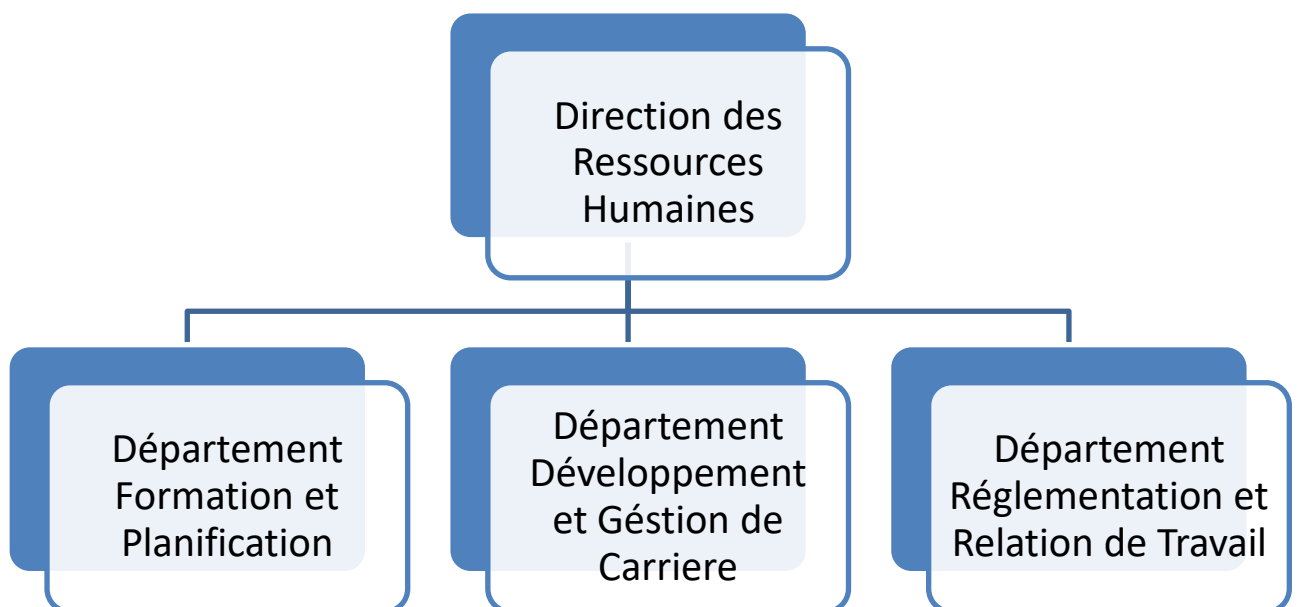 Direction des
Ressources
Humaines
Département
Formation et
Planification
Département
Développement
et Géstion de
Carriere
Département
Réglementation et
Relation de Travail